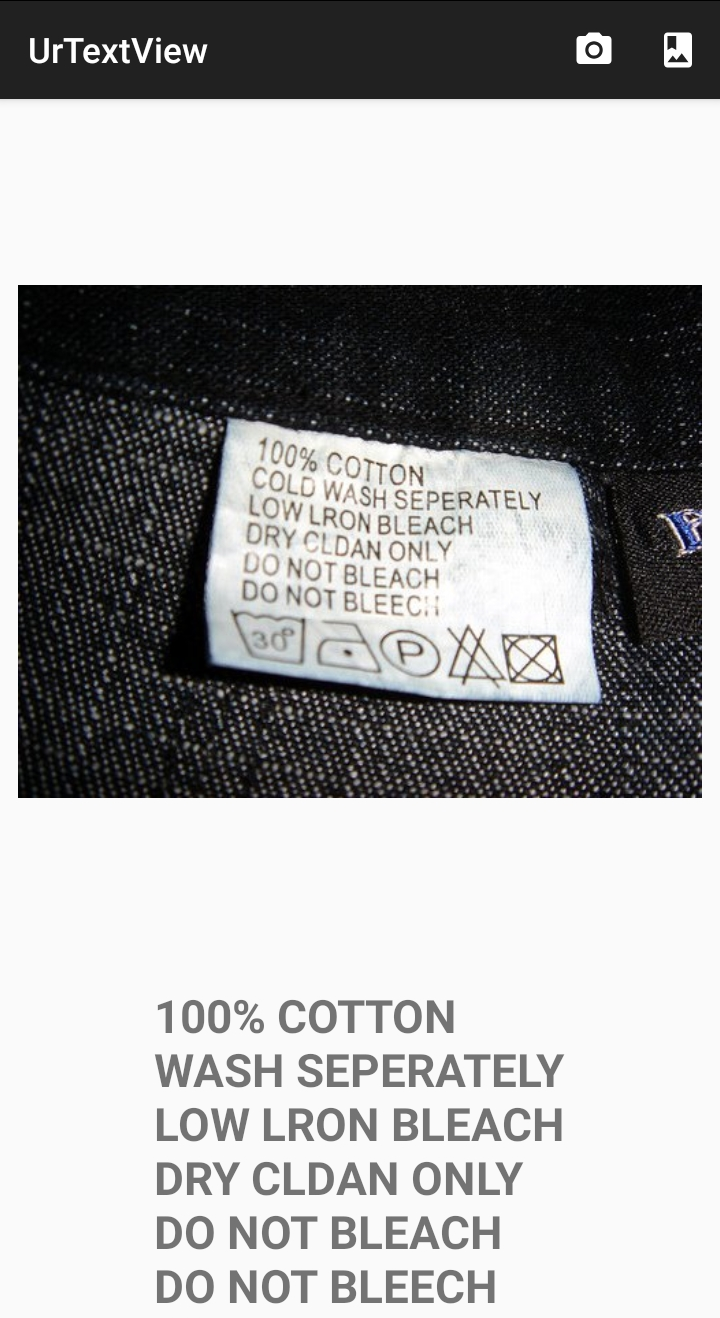 UrTextView
100% COTTON
COLD WASH SEPERATELY
LOW LRON BLEACH
DRY CLDAN ONLY
DO NOT BLEACH
DO NOT BLEECH
30°
P
100% COTTON
WASH SEPERATELY
LOW LRON BLEACH
DRY CLDAN ONLY
DO NOT BLEACH
DO NOT BLEECH